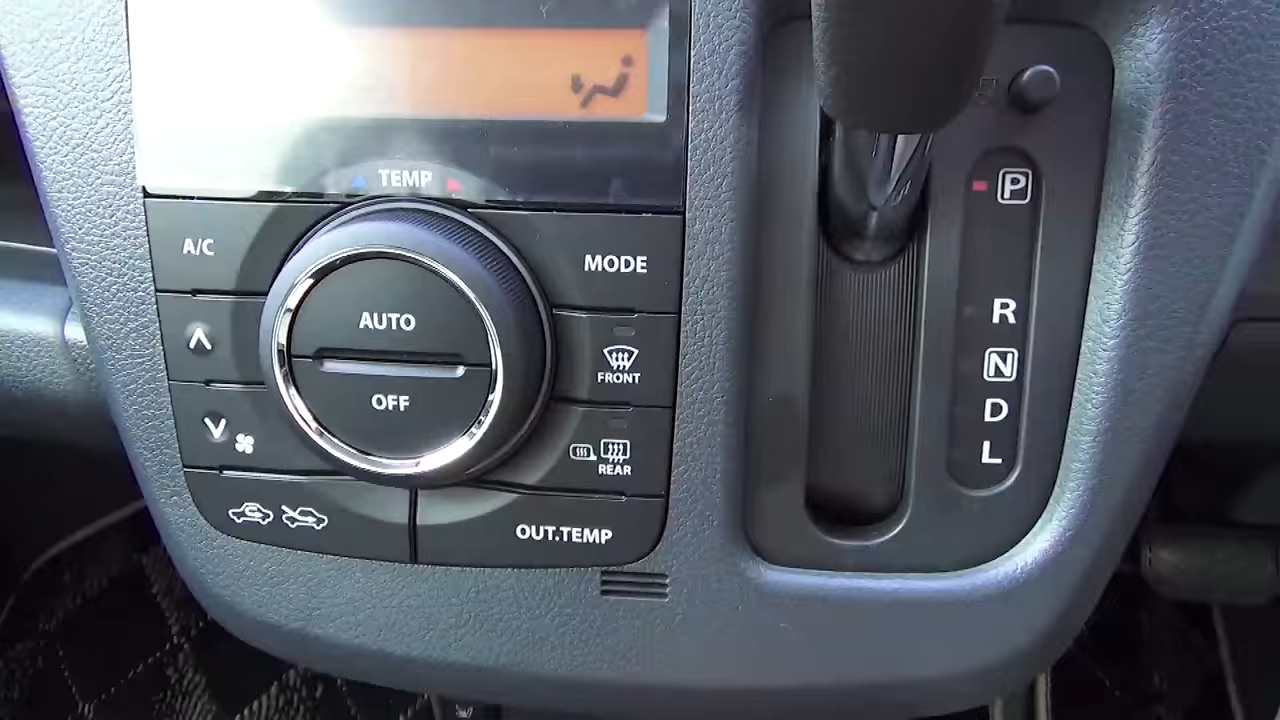 TEMP
A/C
MODE
AUTO
OFF
FRONT
REAR
OUT.TEMP
P
R
N
D
L